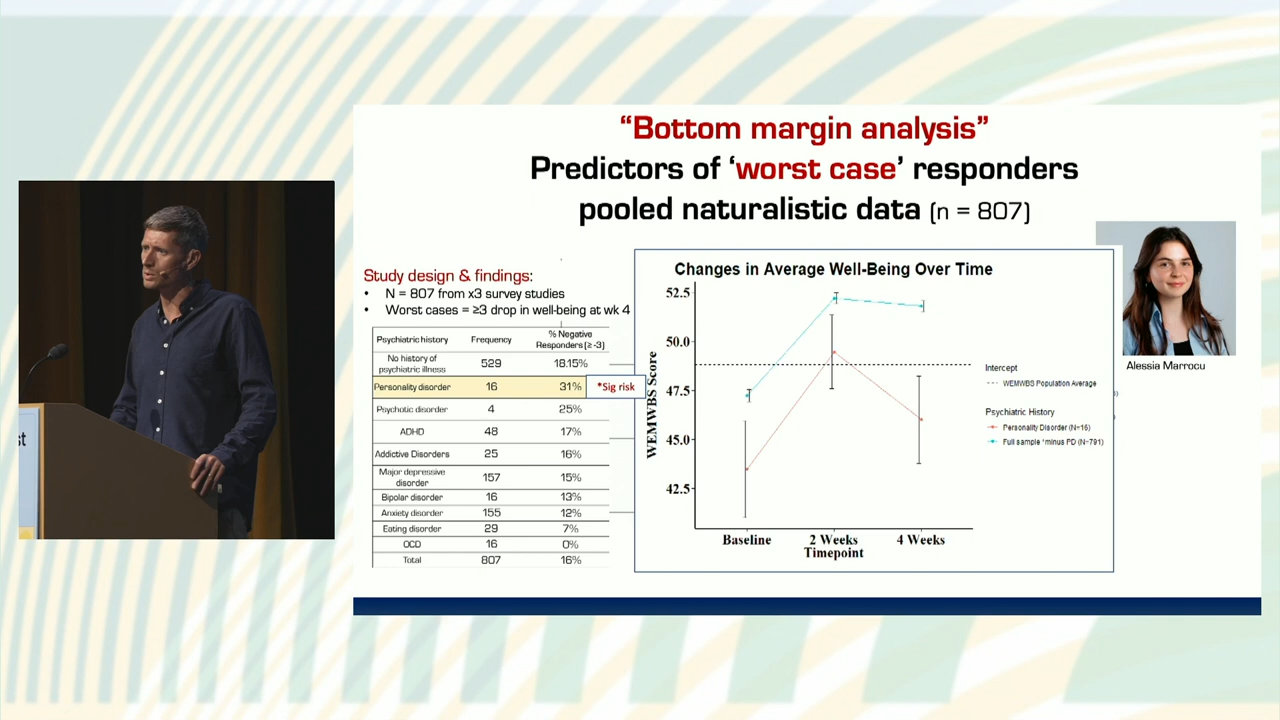 “Bottom margin analysis”
Predictors of ‘worst case’ responders
pooled naturalistic data (n = 807)
Study design & findings:
• N = 807 from x3 survey studies
• Worst cases = ≥3 drop in well-being at wk 4
Psychiatric history Frequency % Negative Responders (≥ -3)
No history of psychiatric illness 529 18.15%
Personality disorder 16 31% *Sig risk
Psychotic disorder 4 25%
ADHD 48 17%
Addictive Disorders 25 16%
Major depressive disorder 157 15%
Bipolar disorder 16 13%
Anxiety disorder 155 12%
Eating disorder 29 7%
OCD 16 0%
Total 807 16%
Changes in Average Well-Being Over Time
WEMWBS Score
52.5
50.0
47.5
45.0
42.5
Baseline 2 Weeks 4 Weeks
Timepoint
Intercept
WEMWBS Population Average
Psychiatric History
Personality Disorder (N=16)
Full sample *minus PD (N=791)
Alessia Marrocu
st